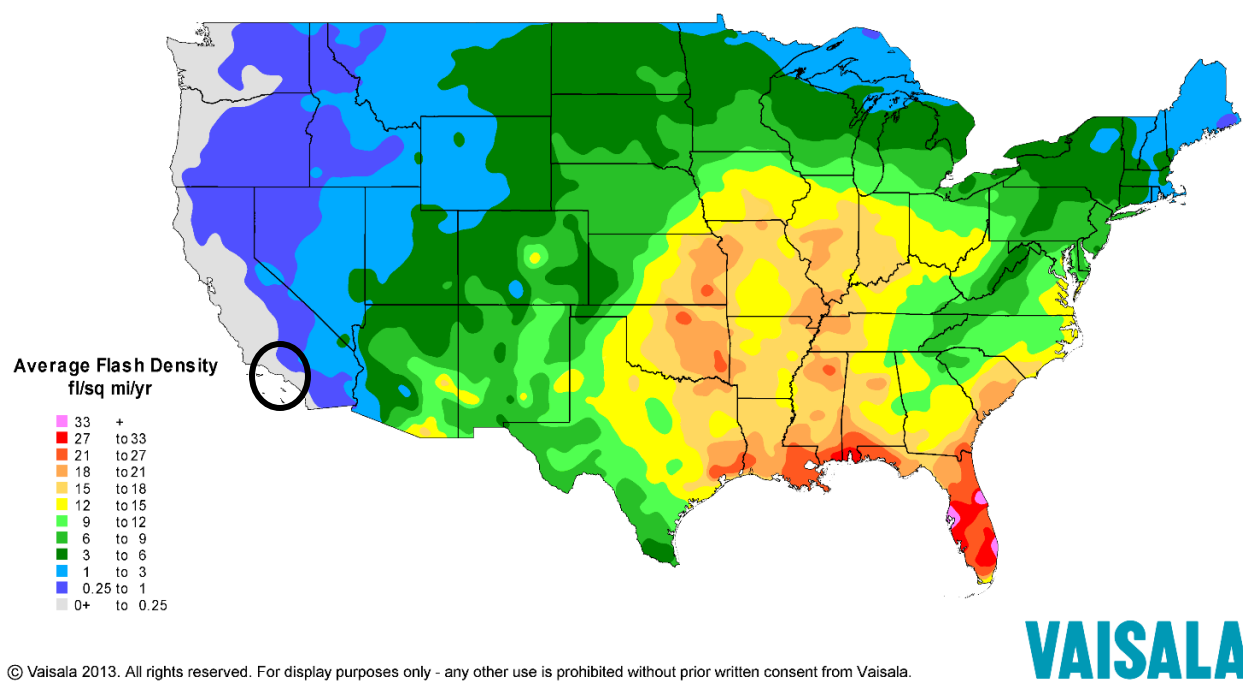 Average Flash Density
fl/sq mi/yr
33 +
27 to 33
21 to 27
18 to 21
15 to 18
12 to 15
9 to 12
6 to 9
3 to 6
1 to 3
0.25 to 1
0+ to 0.25
VAISALA
© Vaisala 2013. All rights reserved. For display purposes only - any other use is prohibited without prior written consent from Vaisala.